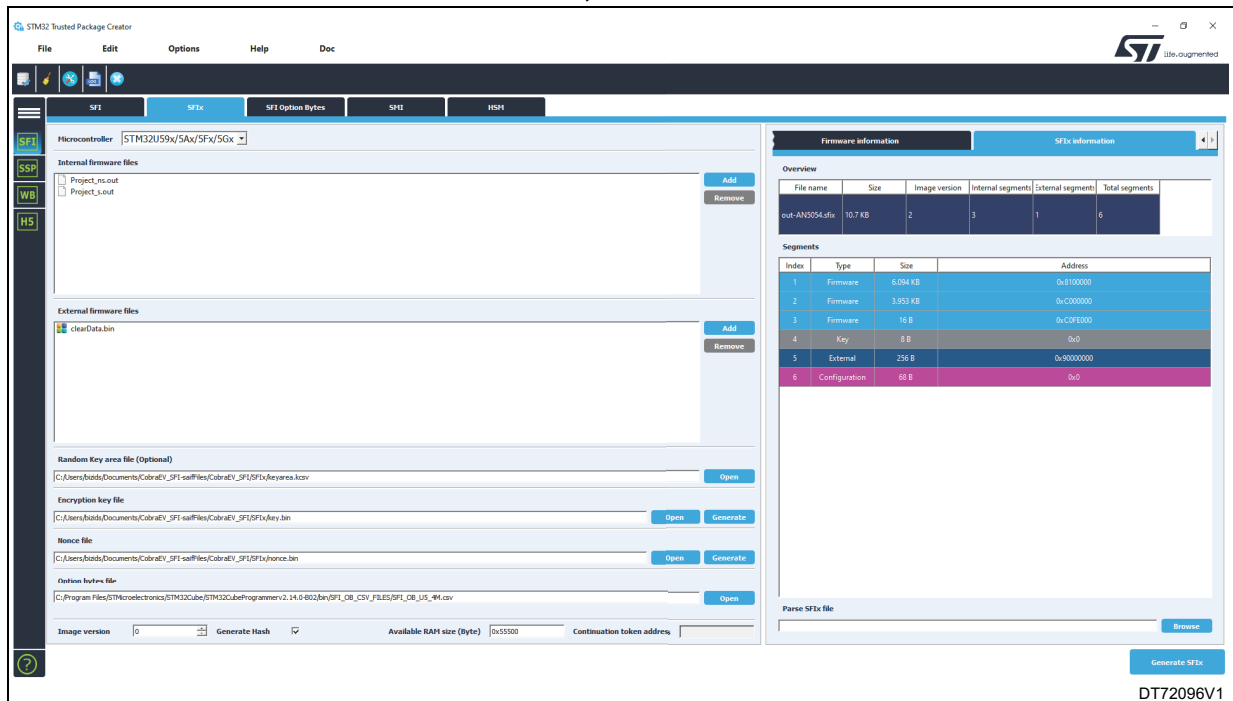 STM32 Trusted Package Creator
File Edit Options Help Doc
ST life.augmented
LOG
SFI SFIx SFI Option Bytes SMI HSM
SFI
SSP
WB
H5
Microcontroller STM32U59x/5Ax/5Fx/5Gx
Internal firmware files
Project_ns.out
Project_s.out
Add
Remove
External firmware files
clearData.bin
Add
Remove
Random Key area file (Optional)
C:/Users/bizids/Documents/CobraEV_SFI-saifFiles/CobraEV_SFI/SFIx/keyarea.kcsv Open
Encryption key file
C:/Users/bizids/Documents/CobraEV_SFI-saifFiles/CobraEV_SFI/SFIx/key.bin Open Generate
Nonce file
C:/Users/bizids/Documents/CobraEV_SFI-saifFiles/CobraEV_SFI/SFIx/nonce.bin Open Generate
Option bytes file
C:/Program Files/STMicroelectronics/STM32Cube/STM32CubeProgrammerv2.14.0-B02/bin/SFI_OB_CSV_FILES/SFI_OB_U5_4M.csv Open
Image version 0 Generate Hash Available RAM size (Byte) 0x55500 Continuation token address
Firmware information SFIx information
Overview
File name Size Image version Internal segments External segments Total segments
out-AN5054.sfix 10.7 KB 2 3 1 6
Segments
Index Type Size Address
1 Firmware 6.094 KB 0x8100000
2 Firmware 3.953 KB 0xC000000
3 Firmware 16 B 0xC0FE000
4 Key 8 B 0x0
5 External 256 B 0x90000000
6 Configuration 68 B 0x0
Parse SFIx file
Browse
?
Generate SFIx
DT72096V1